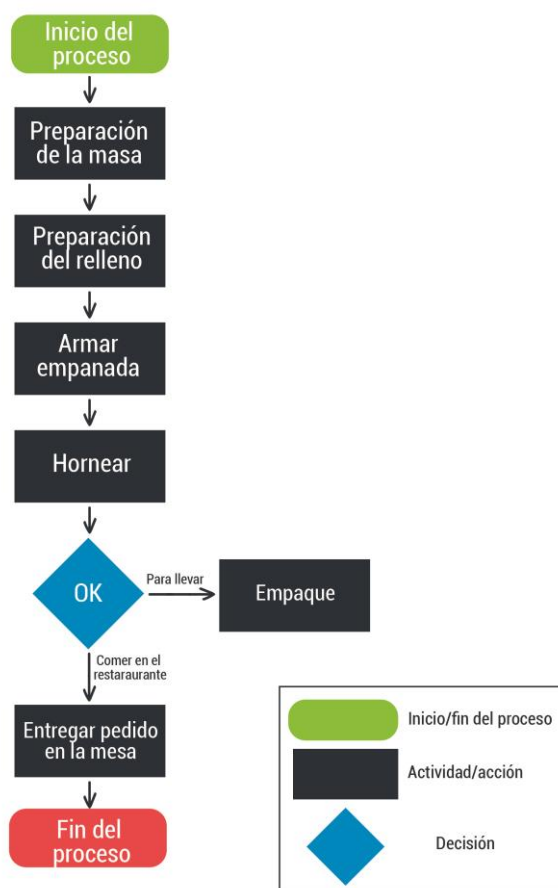 Inicio del
proceso
Preparación
de la masa
Preparación
del relleno
Armar
empanada
Hornear
OK
Para llevar
Empaque
Comer en el
restaraurante
Entregar pedido
en la mesa
Fin del
proceso
Inicio/fin del proceso
Actividad/acción
Decisión